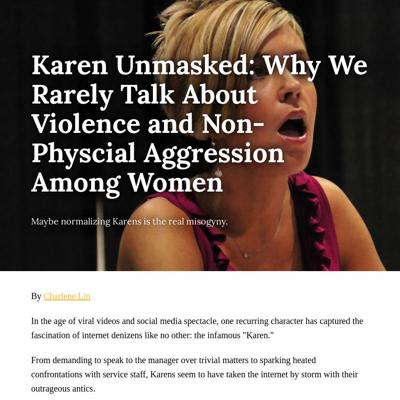 Karen Unmasked: Why We
Rarely Talk About
Violence and Non-
Physcial Aggression
Among Women
Maybe normalizing Karens is the real misogyny.
By Charlene Lin
In the age of viral videos and social media spectacle, one recurring character has captured the
fascination of internet denizens like no other: the infamous "Karen."
From demanding to speak to the manager over trivial matters to sparking heated
confrontations with service staff, Karens seem to have taken the internet by storm with their
outrageous antics.